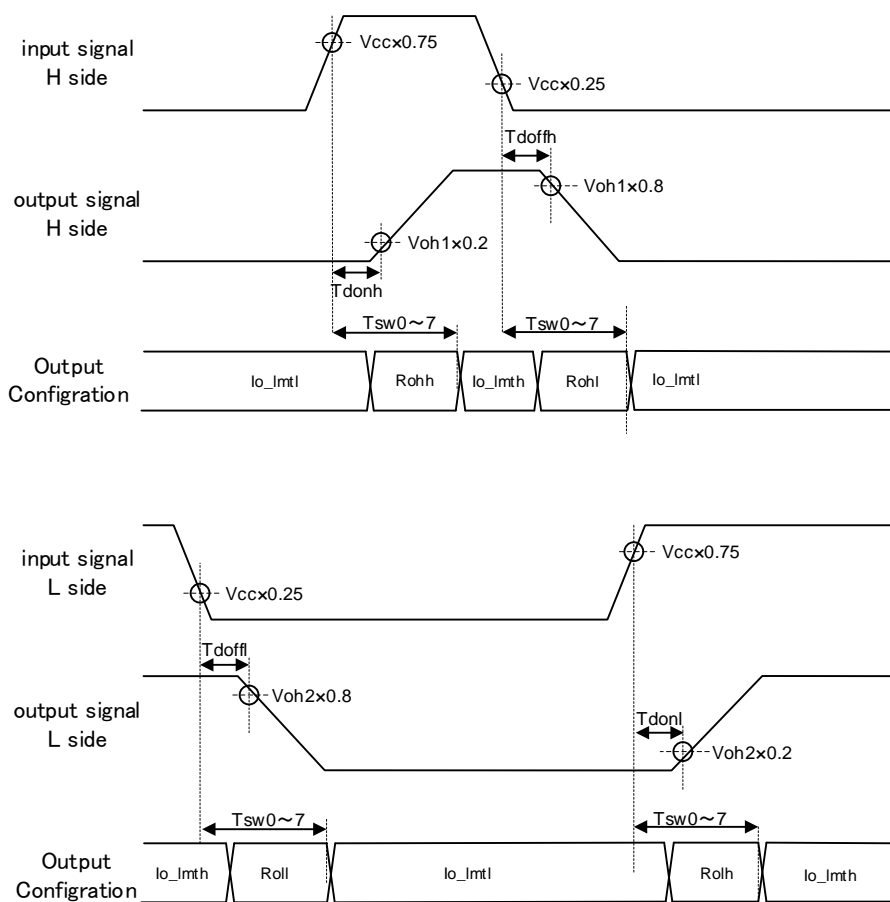 input signal
H side
Vcc×0.75
Vcc×0.25
Tdoffh
output signal
H side
Voh1×0.8
Voh1×0.2
Tdonh
Tsw0～7
Tsw0～7
Output
Configration
Io_lmtl
Rohh
Io_lmth
Rohl
Io_lmtl
input signal
L side
Vcc×0.75
Vcc×0.25
Tdoffl
output signal
L side
Voh2×0.8
Tdonl
Voh2×0.2
Tsw0～7
Tsw0～7
Output
Configration
Io_lmth
Roll
Io_lmtl
Rolh
Io_lmth